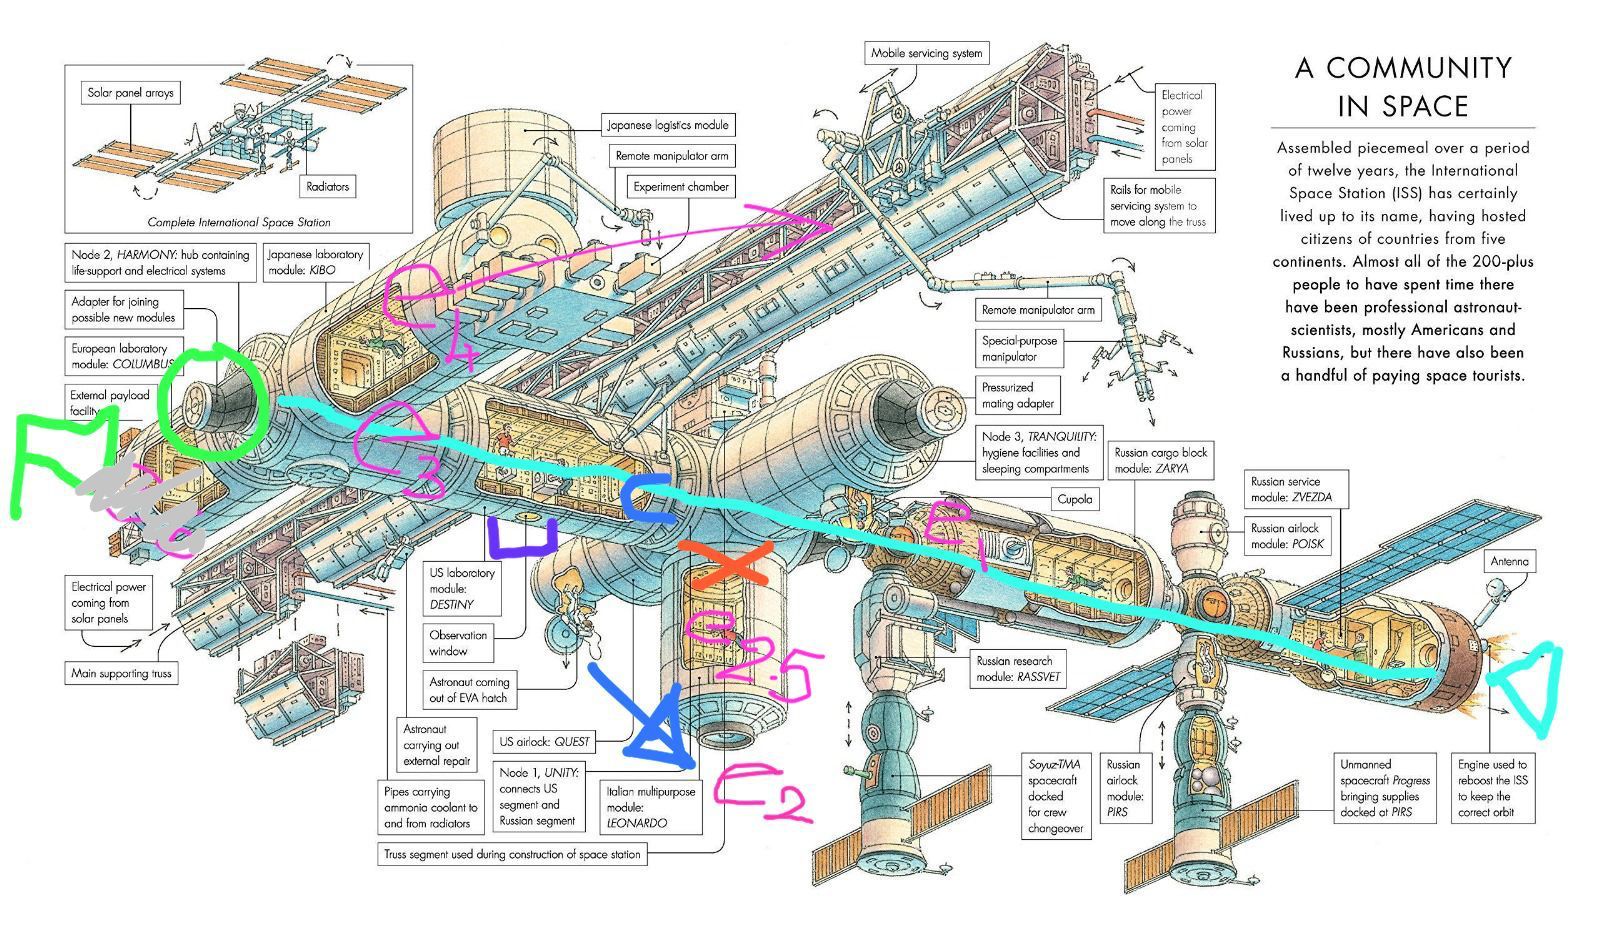 A COMMUNITY
IN SPACE
Assembled piecemeal over a period
of twelve years, the International
Space Station (ISS) has certainly
lived up to its name, having hosted
citizens of countries from five
continents. Almost all of the 200-plus
people to have spent time there
have been professional astronaut-
scientists, mostly Americans and
Russians, but there have also been
a handful of paying space tourists.
Solar panel arrays
Radiators
Complete International Space Station
Japanese logistics module
Remote manipulator arm
Experiment chamber
Mobile servicing system
Electrical
power
coming
from solar
panels
Rails for mobile
servicing system to
move along the truss
Node 2, HARMONY: hub containing
life-support and electrical systems
Japanese laboratory
module: KIBO
Adapter for joining
possible new modules
European laboratory
module: COLUMBUS
External payload
facility
Remote manipulator arm
Special-purpose
manipulator
Pressurized
mating adapter
Node 3, TRANQUILITY:
hygiene facilities and
sleeping compartments
Russian cargo block
module: ZARYA
Cupola
Russian service
module: ZVEZDA
Russian airlock
module: POISK
Antenna
4
3
E
1
2.5
2
Electrical power
coming from
solar panels
Main supporting truss
US laboratory
module:
DESTINY
Observation
window
Astronaut coming
out of EVA hatch
Astronaut
carrying out
external repair
US airlock: QUEST
Pipes carrying
ammonia coolant to
and from radiators
Node 1, UNITY:
connects US
segment and
Russian segment
Italian multipurpose
module:
LEONARDO
Truss segment used during construction of space station
Russian research
module: RASSVET
Soyuz-TMA
spacecraft
docked
for crew
changeover
Russian
airlock
module:
PIRS
Unmanned
spacecraft Progress
bringing supplies
docked at PIRS
Engine used to
reboost the ISS
to keep the
correct orbit